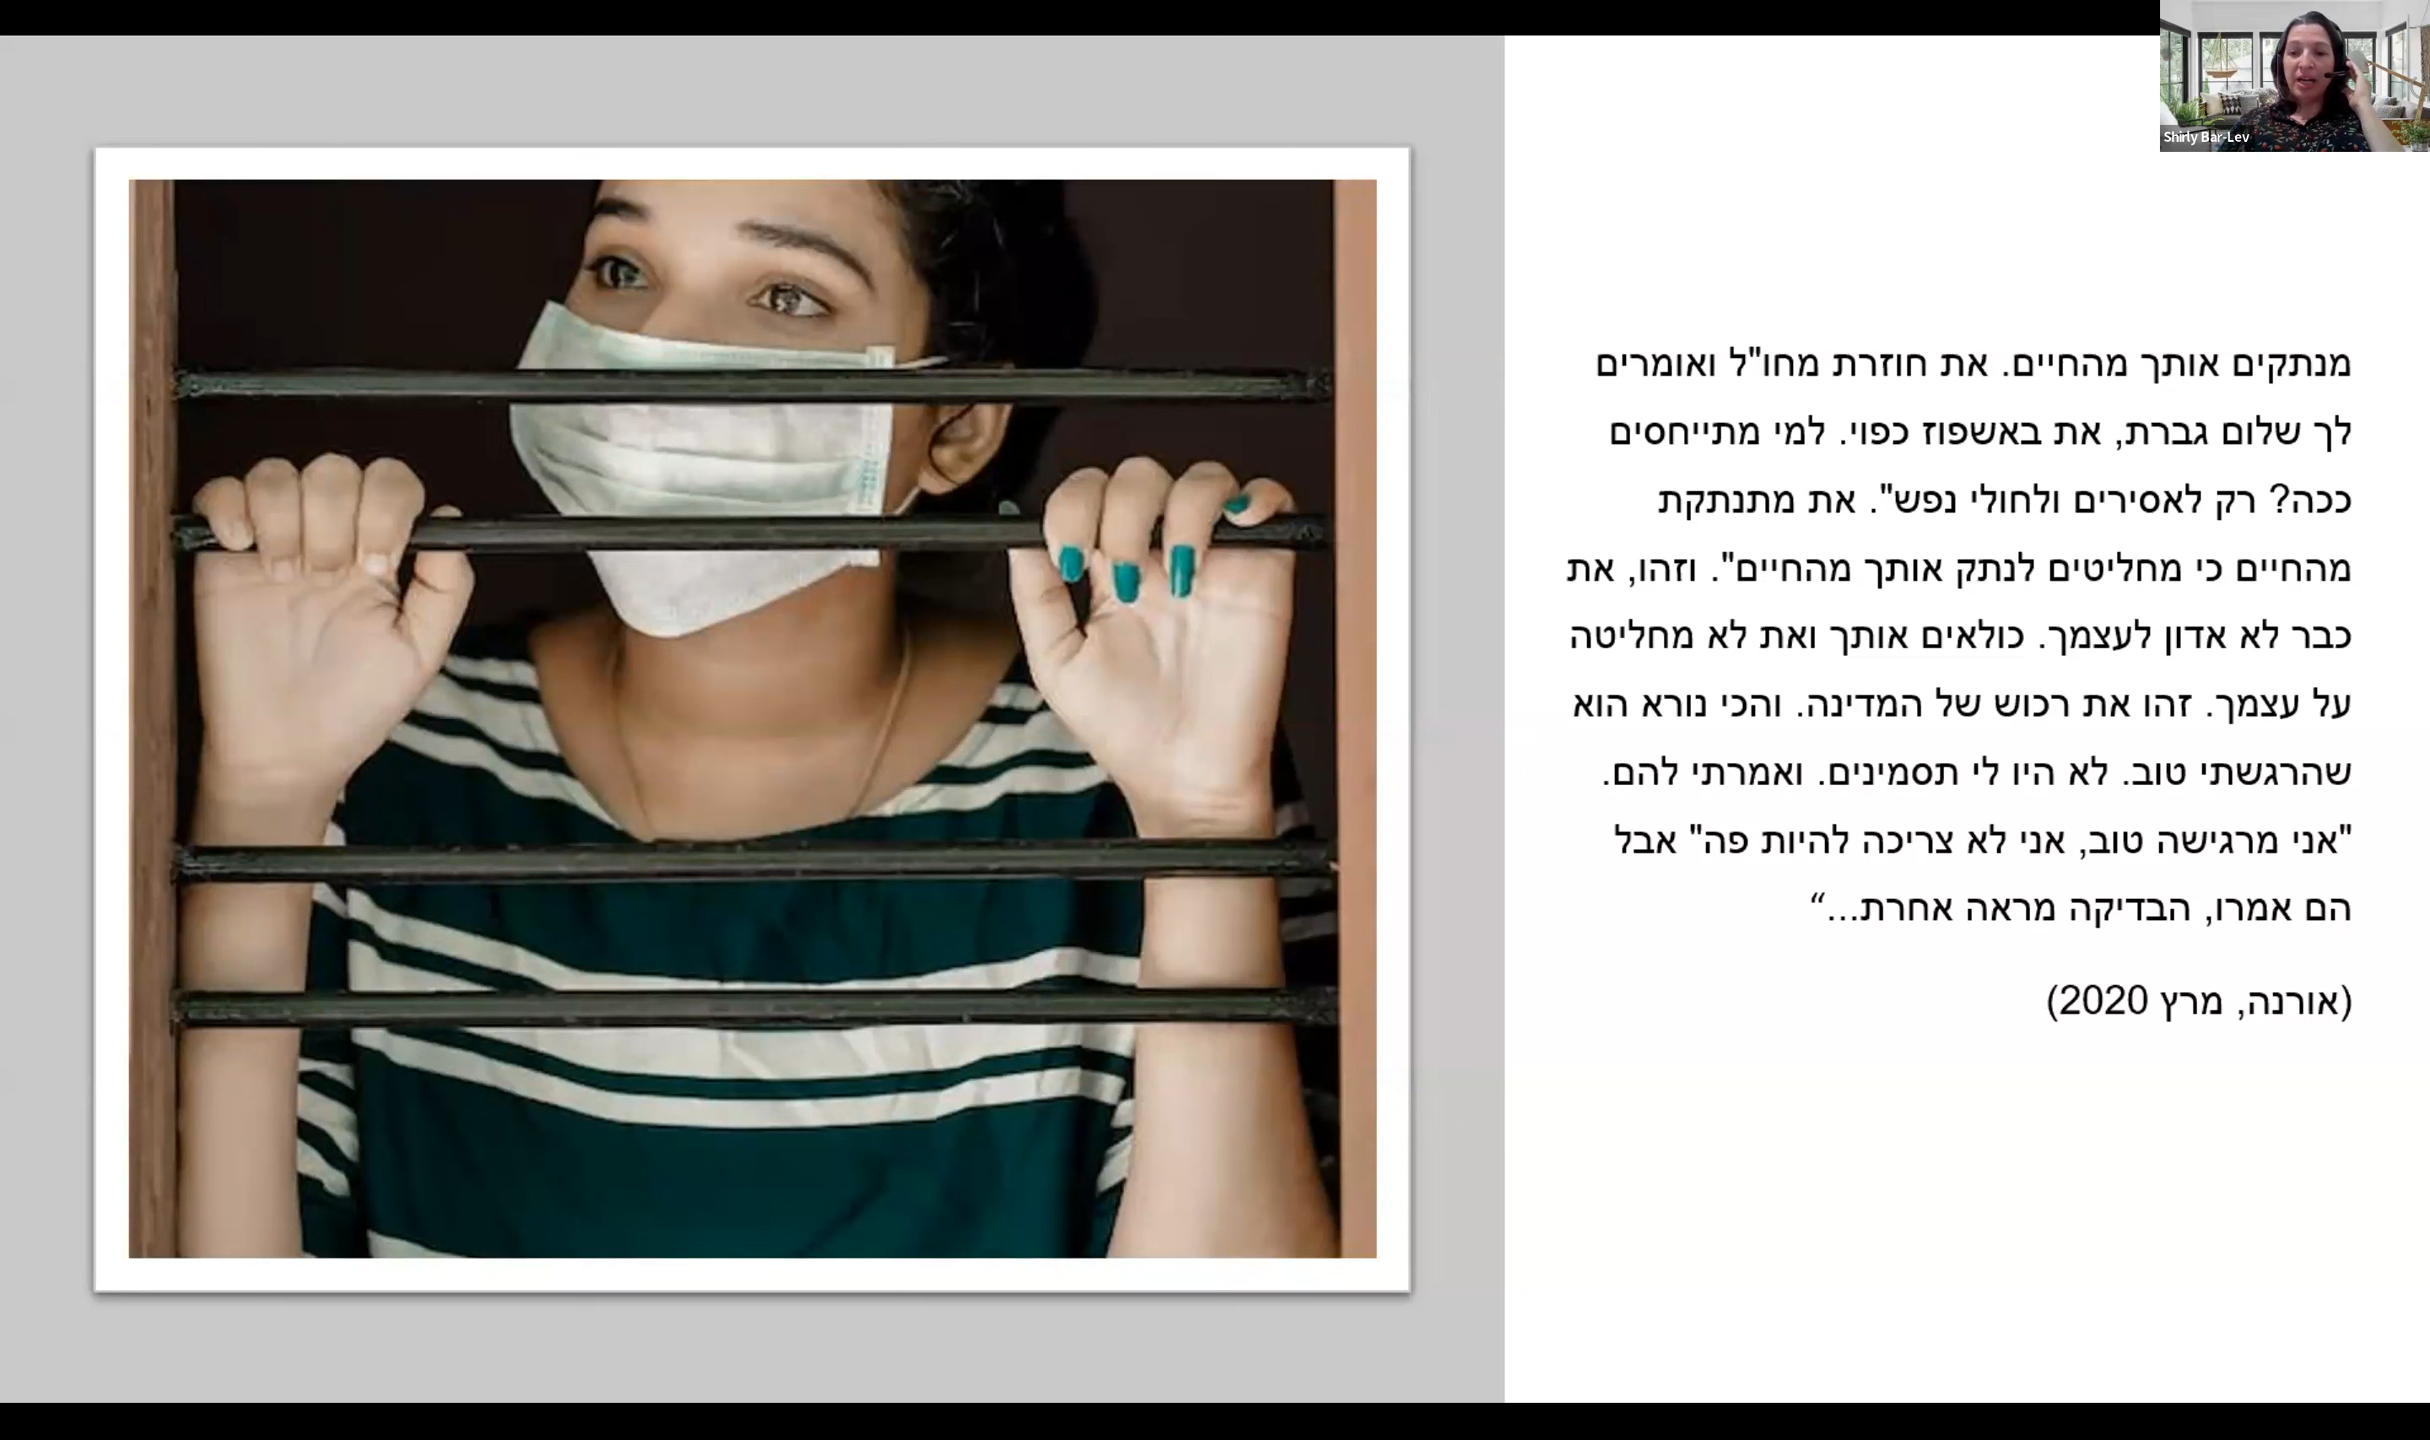 Shirly Bar-Lev
מנתקים אותך מהחיים. את חוזרת מחו"ל ואומרים
לך שלום גברת, את באשפוז כפוי. למי מתייחסים
ככה? רק לאסירים ולחולי נפש". את מתנתקת
מהחיים כי מחליטים לנתק אותך מהחיים". וזהו, את
כבר לא אדון לעצמך. כולאים אותך ואת לא מחליטה
על עצמך. זהו את רכוש של המדינה. והכי נורא הוא
שהרגשתי טוב. לא היו לי תסמינים. ואמרתי להם.
"אני מרגישה טוב, אני לא צריכה להיות פה" אבל
הם אמרו, הבדיקה מראה אחרת...“
(אורנה, מרץ 2020)